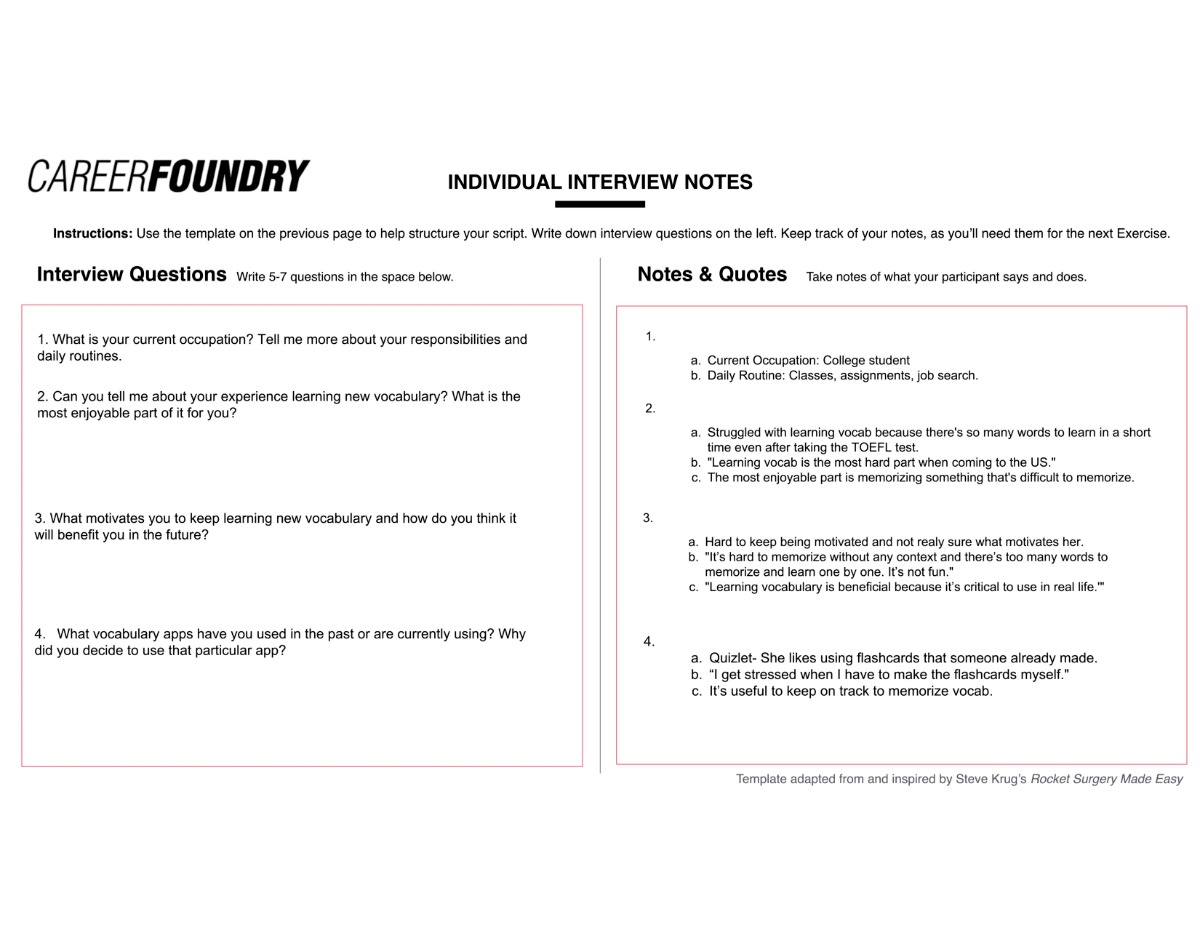 CAREERFOUNDRY
INDIVIDUAL INTERVIEW NOTES
Instructions: Use the template on the previous page to help structure your script. Write down interview questions on the left. Keep track of your notes, as you’ll need them for the next Exercise.
Interview Questions Write 5-7 questions in the space below.
1. What is your current occupation? Tell me more about your responsibilities and
daily routines.
2. Can you tell me about your experience learning new vocabulary? What is the
most enjoyable part of it for you?
3. What motivates you to keep learning new vocabulary and how do you think it
will benefit you in the future?
4. What vocabulary apps have you used in the past or are currently using? Why
did you decide to use that particular app?
Notes & Quotes Take notes of what your participant says and does.
1.
a. Current Occupation: College student
b. Daily Routine: Classes, assignments, job search.
2.
a. Struggled with learning vocab because there's so many words to learn in a short
time even after taking the TOEFL test.
b. "Learning vocab is the most hard part when coming to the US."
c. The most enjoyable part is memorizing something that's difficult to memorize.
3.
a. Hard to keep being motivated and not realy sure what motivates her.
b. "It’s hard to memorize without any context and there’s too many words to
memorize and learn one by one. It’s not fun."
c. "Learning vocabulary is beneficial because it’s critical to use in real life.'"
4.
a. Quizlet- She likes using flashcards that someone already made.
b. “I get stressed when I have to make the flashcards myself."
c. It’s useful to keep on track to memorize vocab.
Template adapted from and inspired by Steve Krug’s Rocket Surgery Made Easy